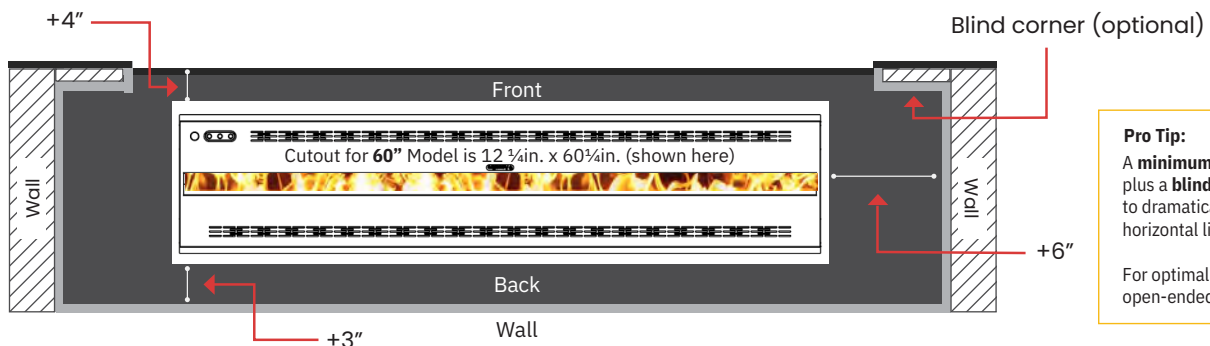 +4”
Blind corner (optional)
Front
Cutout for 60” Model is 12 ¼in. x 60¼in. (shown here)
Wall
Wall
+6”
Back
+3”
Wall
Pro Tip:
A minimum
plus a blind
to dramatica
horizontal li
For optimal
open-ended